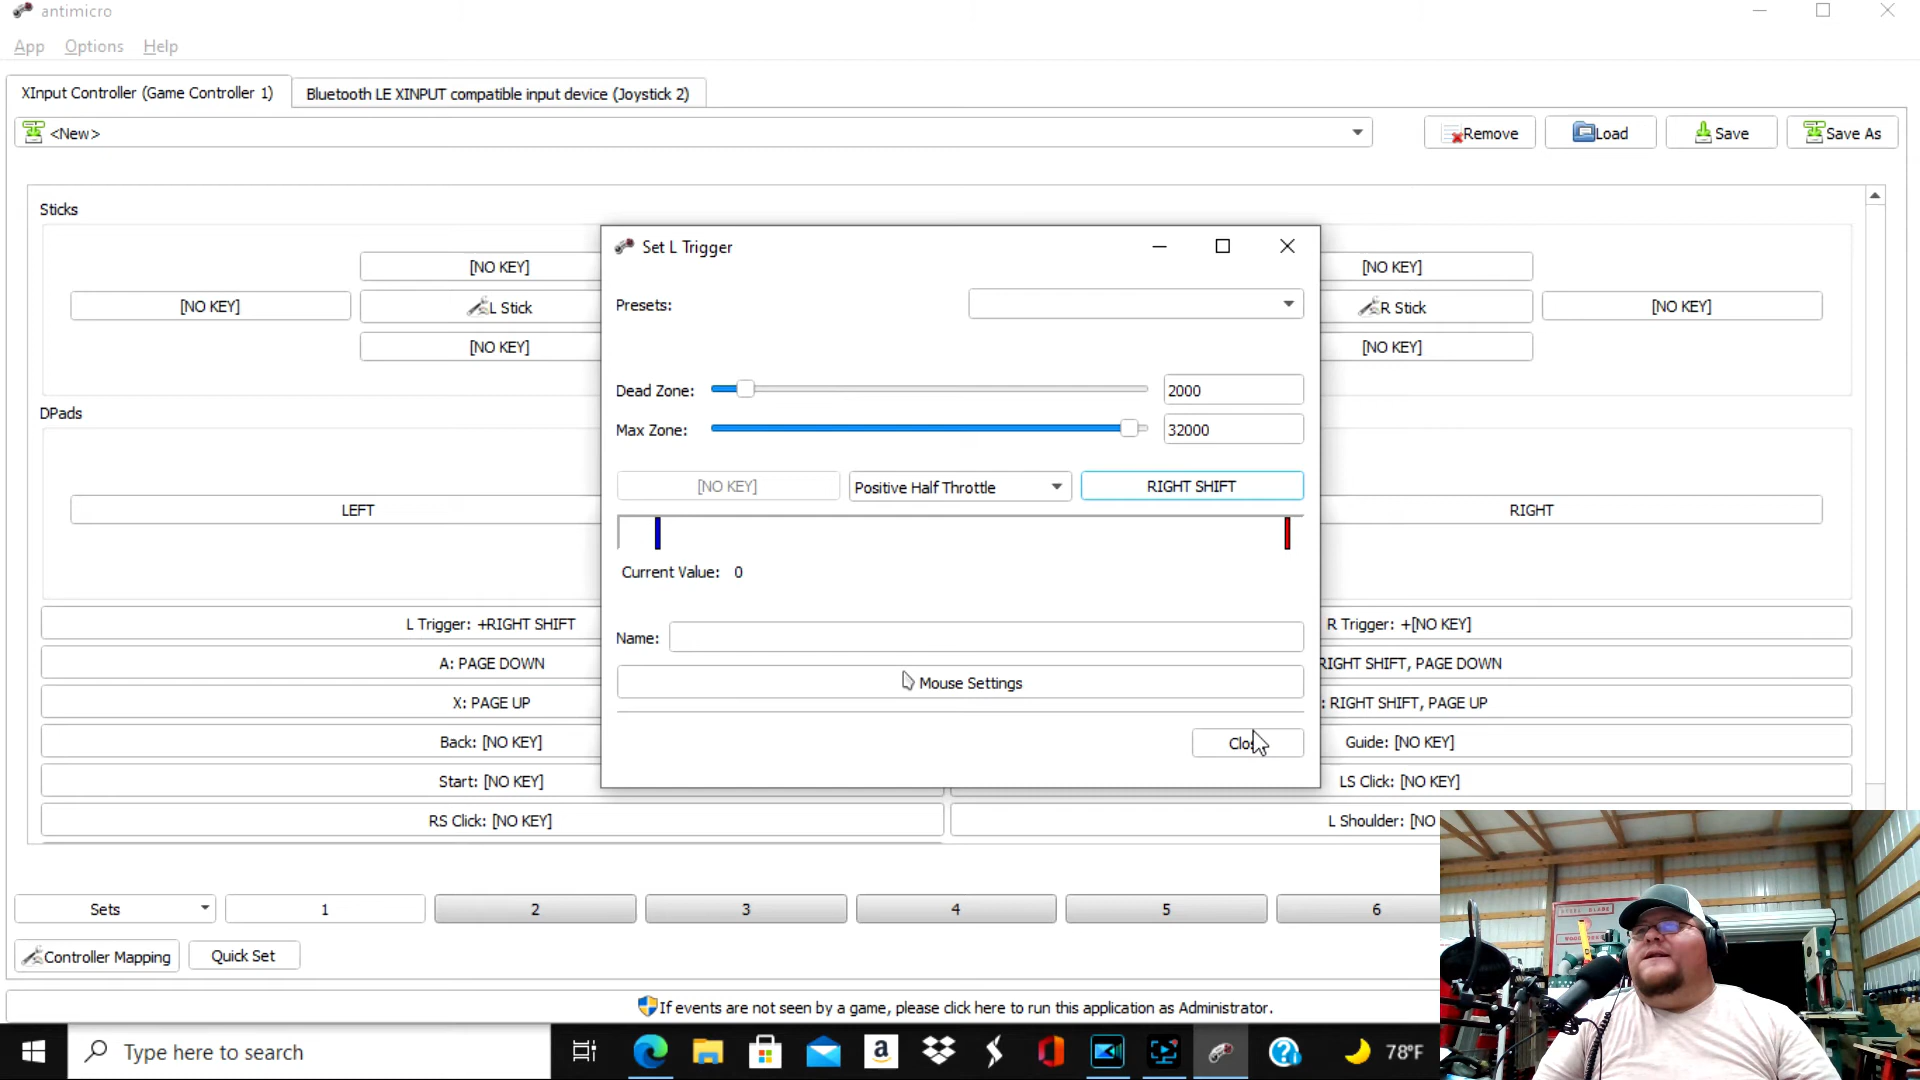 antimicro
App Options Help
XInput Controller (Game Controller 1)
Bluetooth LE XINPUT compatible input device (Joystick 2)
<New>
Remove
Load
Save
Save As
Sticks
[NO KEY]
[NO KEY]
L Stick
[NO KEY]
[NO KEY]
R Stick
[NO KEY]
[NO KEY]
DPads
LEFT
RIGHT
Set L Trigger
Presets:
Dead Zone:
2000
Max Zone:
32000
[NO KEY]
Positive Half Throttle
RIGHT SHIFT
Current Value: 0
Name:
Mouse Settings
Clo
L Trigger: +RIGHT SHIFT
R Trigger: +[NO KEY]
A: PAGE DOWN
RIGHT SHIFT, PAGE DOWN
X: PAGE UP
: RIGHT SHIFT, PAGE UP
Back: [NO KEY]
Guide: [NO KEY]
Start: [NO KEY]
LS Click: [NO KEY]
RS Click: [NO KEY]
L Shoulder: [NO
Sets
1
2
3
4
5
6
Controller Mapping
Quick Set
If events are not seen by a game, please click here to run this application as Administrator.
Type here to search
a
78°F